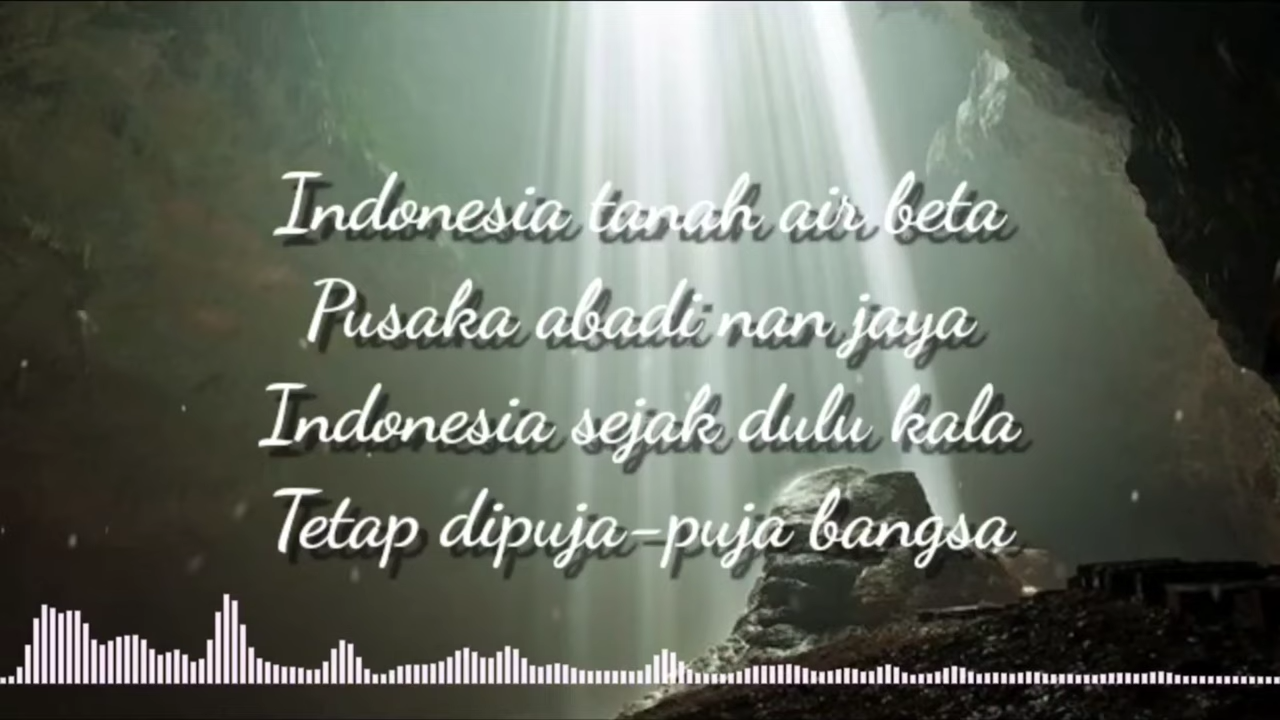 Indonesia tanah air beta
Pusaka abadi nan jaya
Indonesia sejak dulu kala
Tetap dipuja-puja bangsa